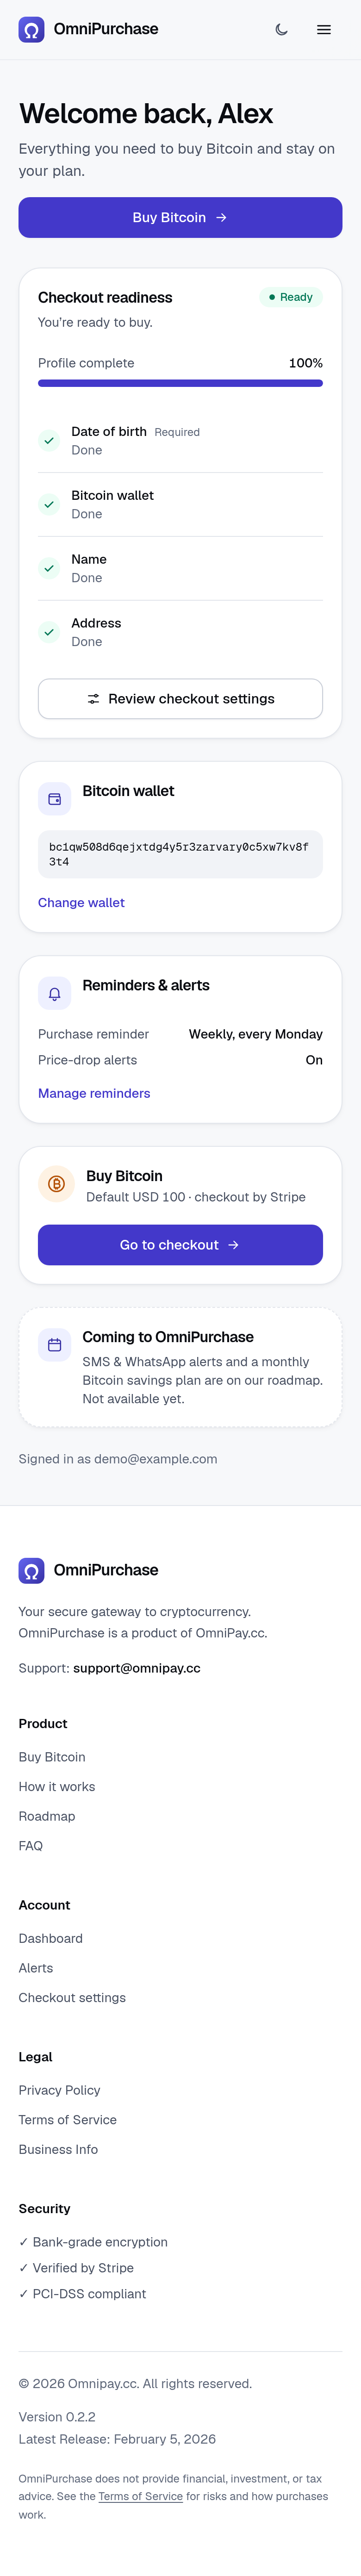 OmniPurchase
Welcome back, Alex
Everything you need to buy Bitcoin and stay on
your plan.
Buy Bitcoin →
Checkout readiness
Ready
You're ready to buy.
Profile complete 100%
Date of birth Required
Done
Bitcoin wallet
Done
Name
Done
Address
Done
Review checkout settings
Bitcoin wallet
bc1qw508d6qejxtdg4y5r3zarvary0c5xw7kv8f
3t4
Change wallet
Reminders & alerts
Purchase reminder Weekly, every Monday
Price-drop alerts On
Manage reminders
Buy Bitcoin
Default USD 100 · checkout by Stripe
Go to checkout →
Coming to OmniPurchase
SMS & WhatsApp alerts and a monthly
Bitcoin savings plan are on our roadmap.
Not available yet.
Signed in as demo@example.com
OmniPurchase
Your secure gateway to cryptocurrency.
OmniPurchase is a product of OmniPay.cc.
Support: support@omnipay.cc
Product
Buy Bitcoin
How it works
Roadmap
FAQ
Account
Dashboard
Alerts
Checkout settings
Legal
Privacy Policy
Terms of Service
Business Info
Security
✓ Bank-grade encryption
✓ Verified by Stripe
✓ PCI-DSS compliant
© 2026 Omnipay.cc. All rights reserved.
Version 0.2.2
Latest Release: February 5, 2026
OmniPurchase does not provide financial, investment, or tax
advice. See the Terms of Service for risks and how purchases
work.